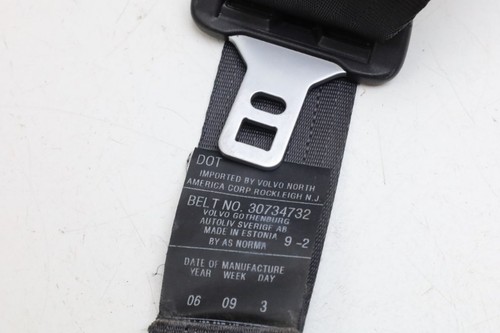 DOT
IMPORTED BY VOLVO NORTH
AMERICA CORP. ROCKLEIGH N.J.
BELT NO. 30734732
VOLVO GOTHENBURG
AUTOLIV SVERIGE AB
MADE IN ESTONIA 9-2
BY AS NORMA
DATE OF MANUFACTURE
YEAR WEEK DAY
06 09 3